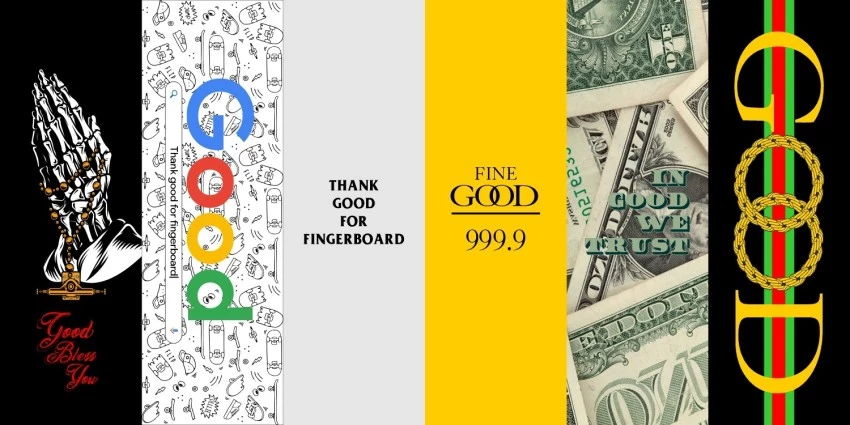 Good
Bless
You
Good
Thank good for fingerboard
THANK
GOOD
FOR
FINGERBOARD
FINE
GOOD
999.9
IN
GOOD
WE
TRUST
GOOD